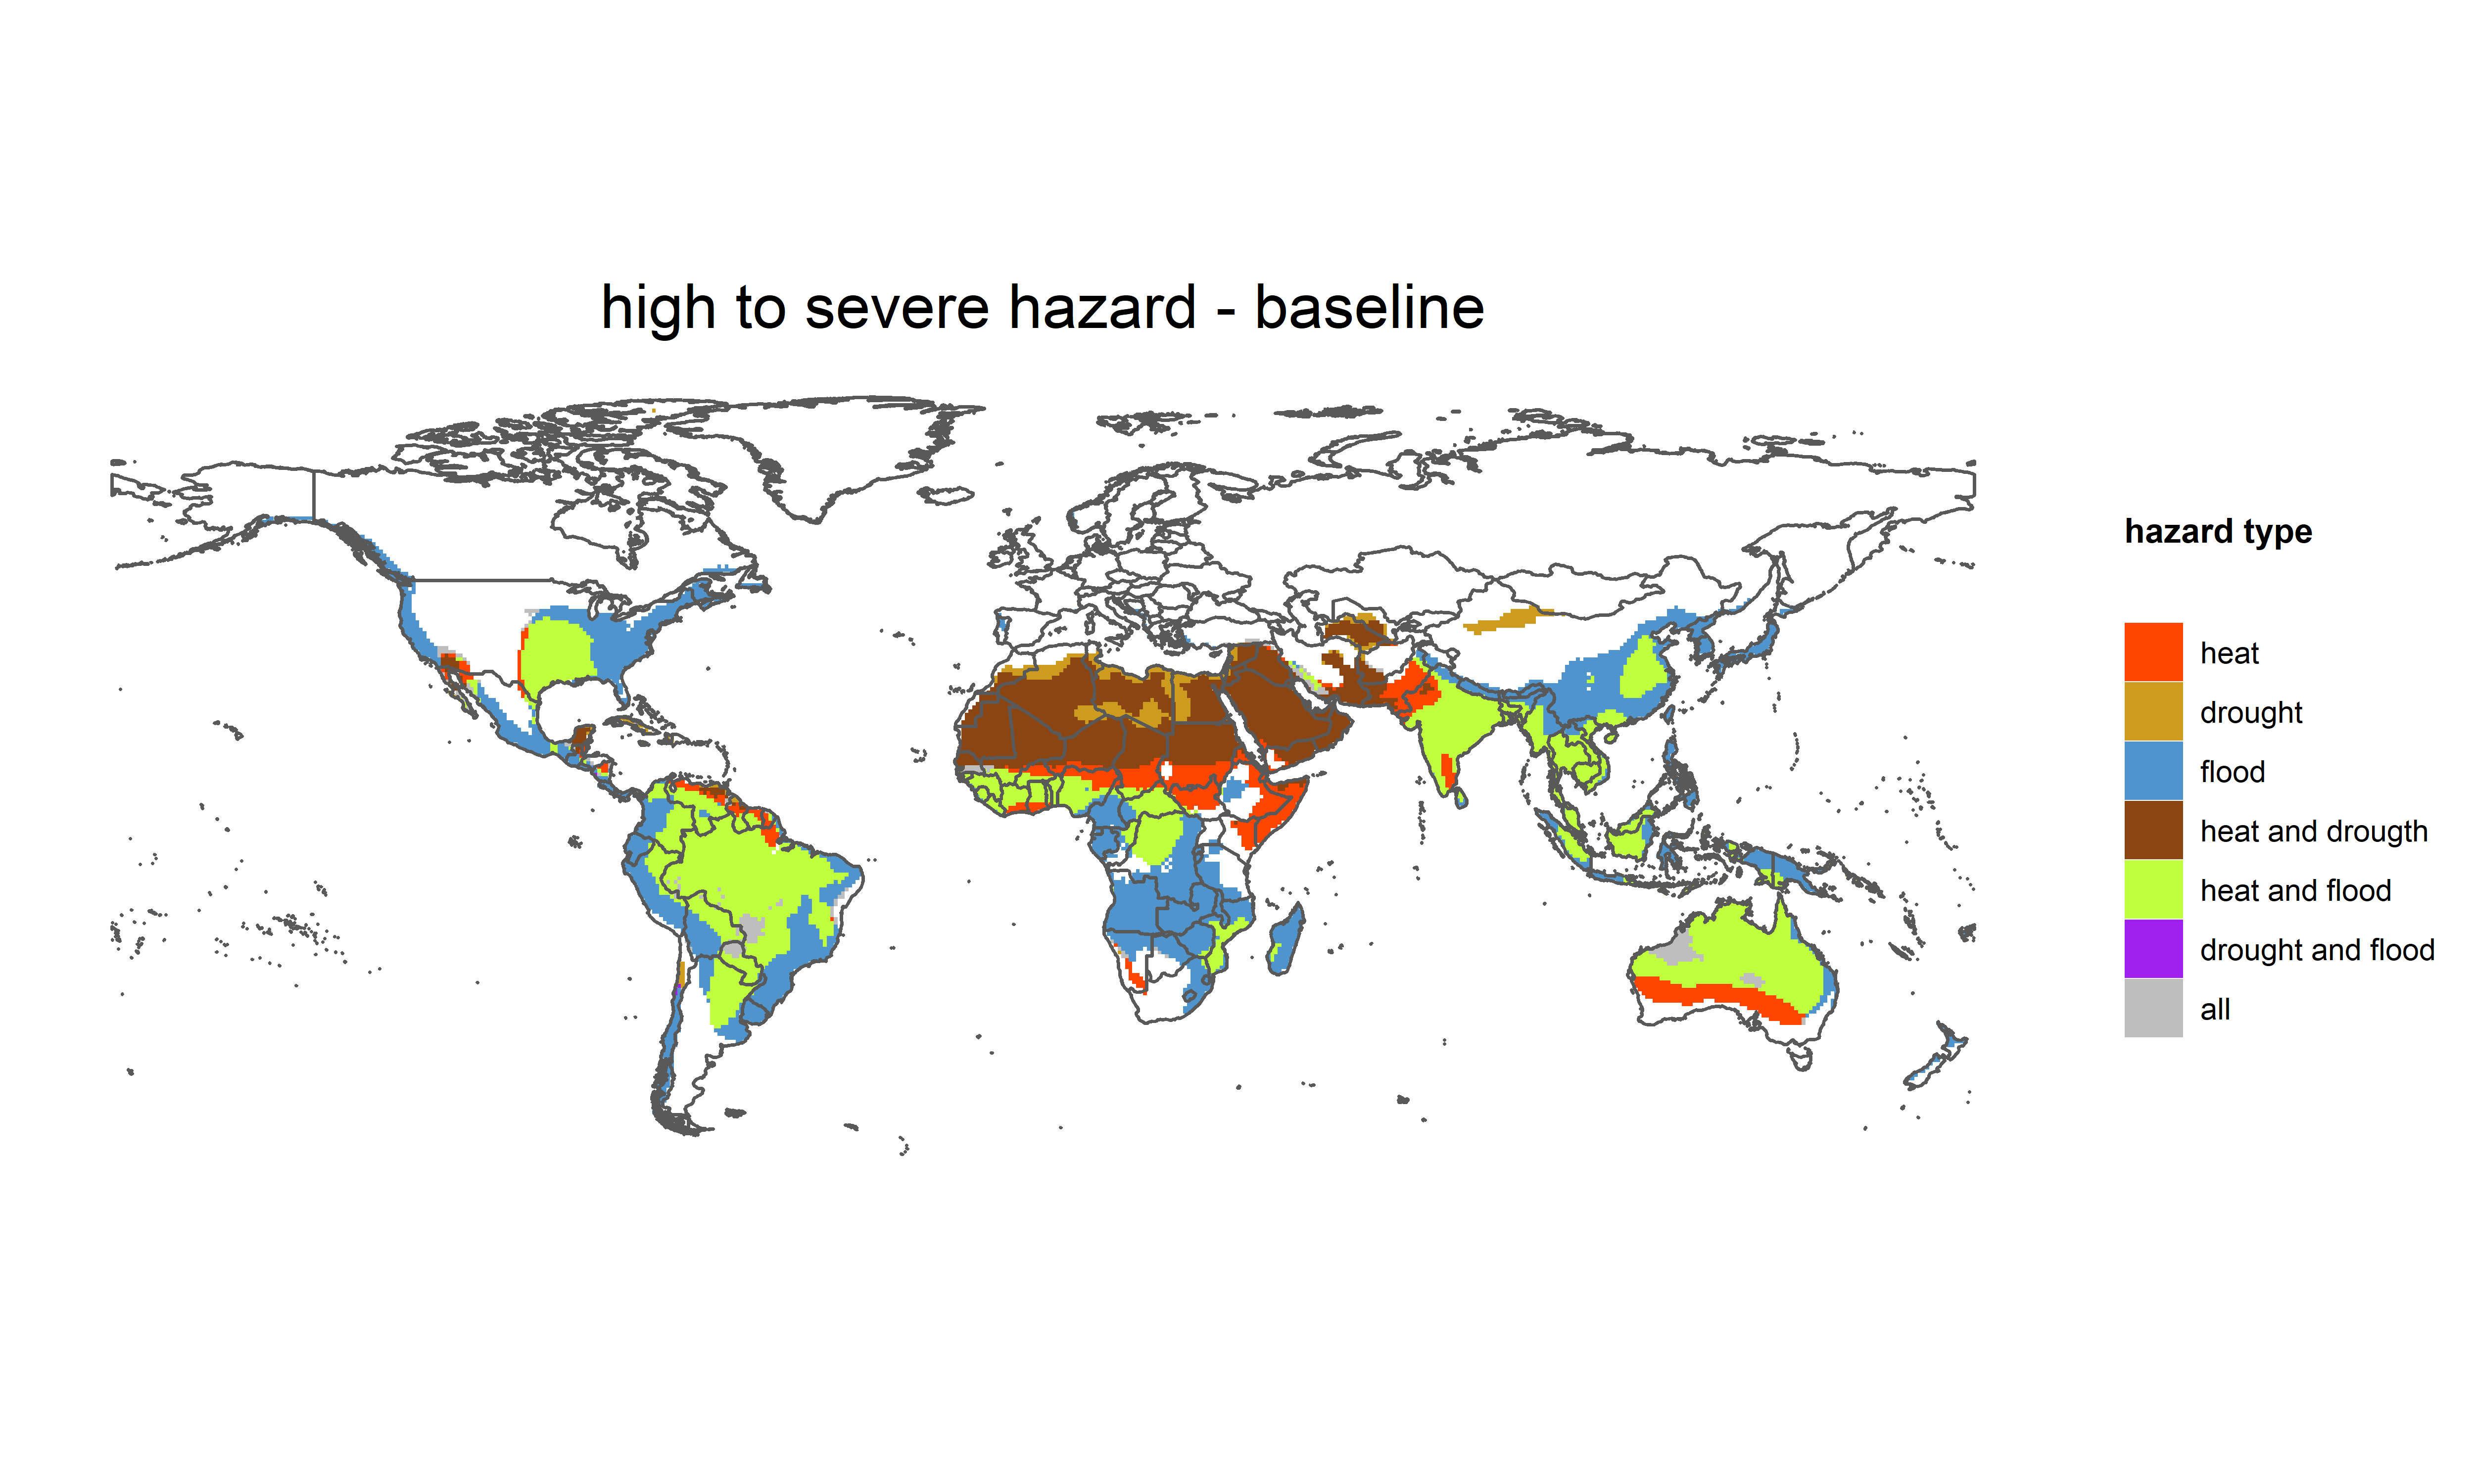 high to severe hazard - baseline
hazard type
heat
drought
flood
heat and drougth
heat and flood
drought and flood
all